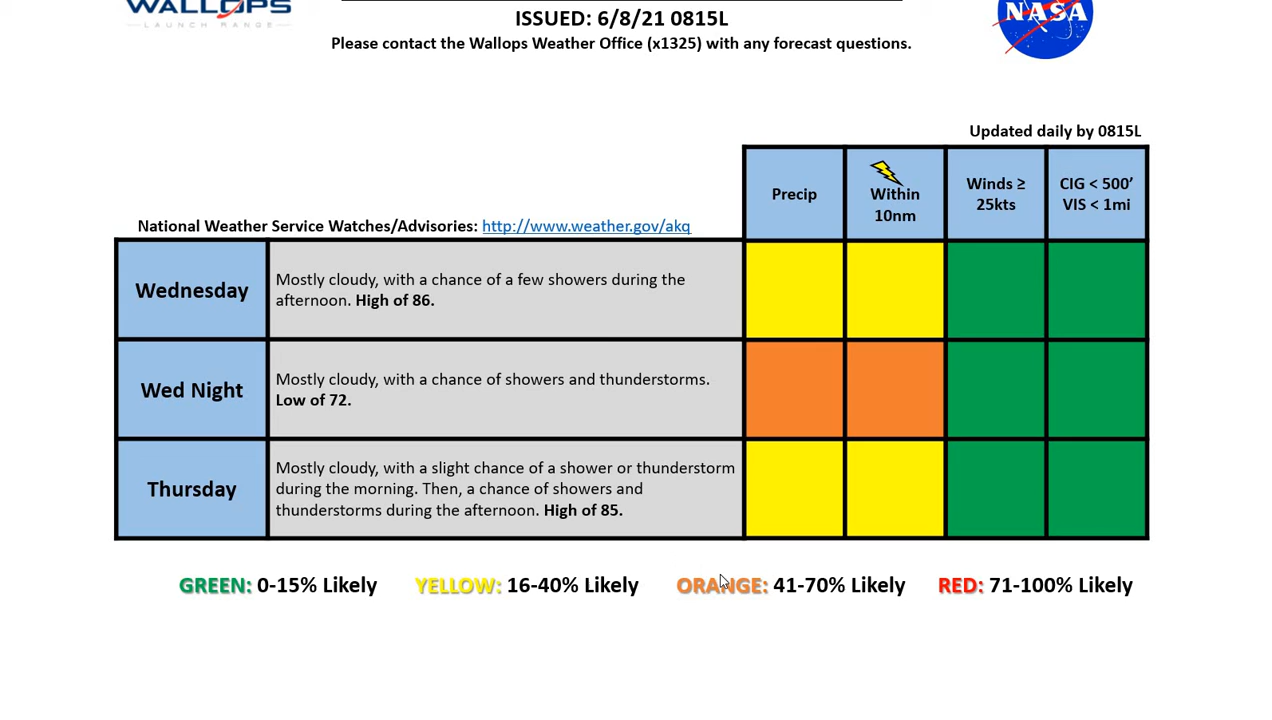 WALLOPS
LAUNCH RANGE
ISSUED: 6/8/21 0815L
Please contact the Wallops Weather Office (x1325) with any forecast questions.
NASA
Updated daily by 0815L
Precip
Within
10nm
Winds ≥
25kts
CIG < 500’
VIS < 1mi
National Weather Service Watches/Advisories: http://www.weather.gov/akq
Wednesday
Mostly cloudy, with a chance of a few showers during the
afternoon. High of 86.
Wed Night
Mostly cloudy, with a chance of showers and thunderstorms.
Low of 72.
Thursday
Mostly cloudy, with a slight chance of a shower or thunderstorm
during the morning. Then, a chance of showers and
thunderstorms during the afternoon. High of 85.
GREEN: 0-15% Likely YELLOW: 16-40% Likely ORANGE: 41-70% Likely RED: 71-100% Likely